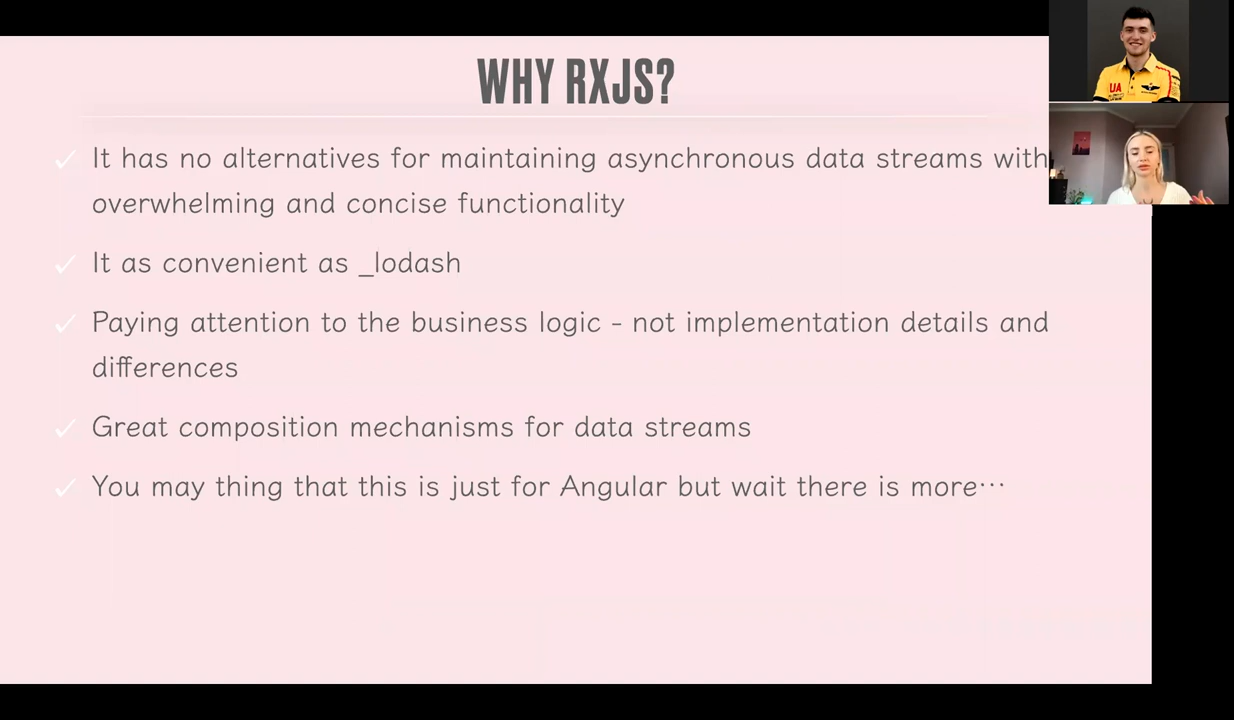 WHY RXJS?
It has no alternatives for maintaining asynchronous data streams with
overwhelming and concise functionality
It as convenient as _lodash
Paying attention to the business logic - not implementation details and
differences
Great composition mechanisms for data streams
You may thing that this is just for Angular but wait there is more···
UA